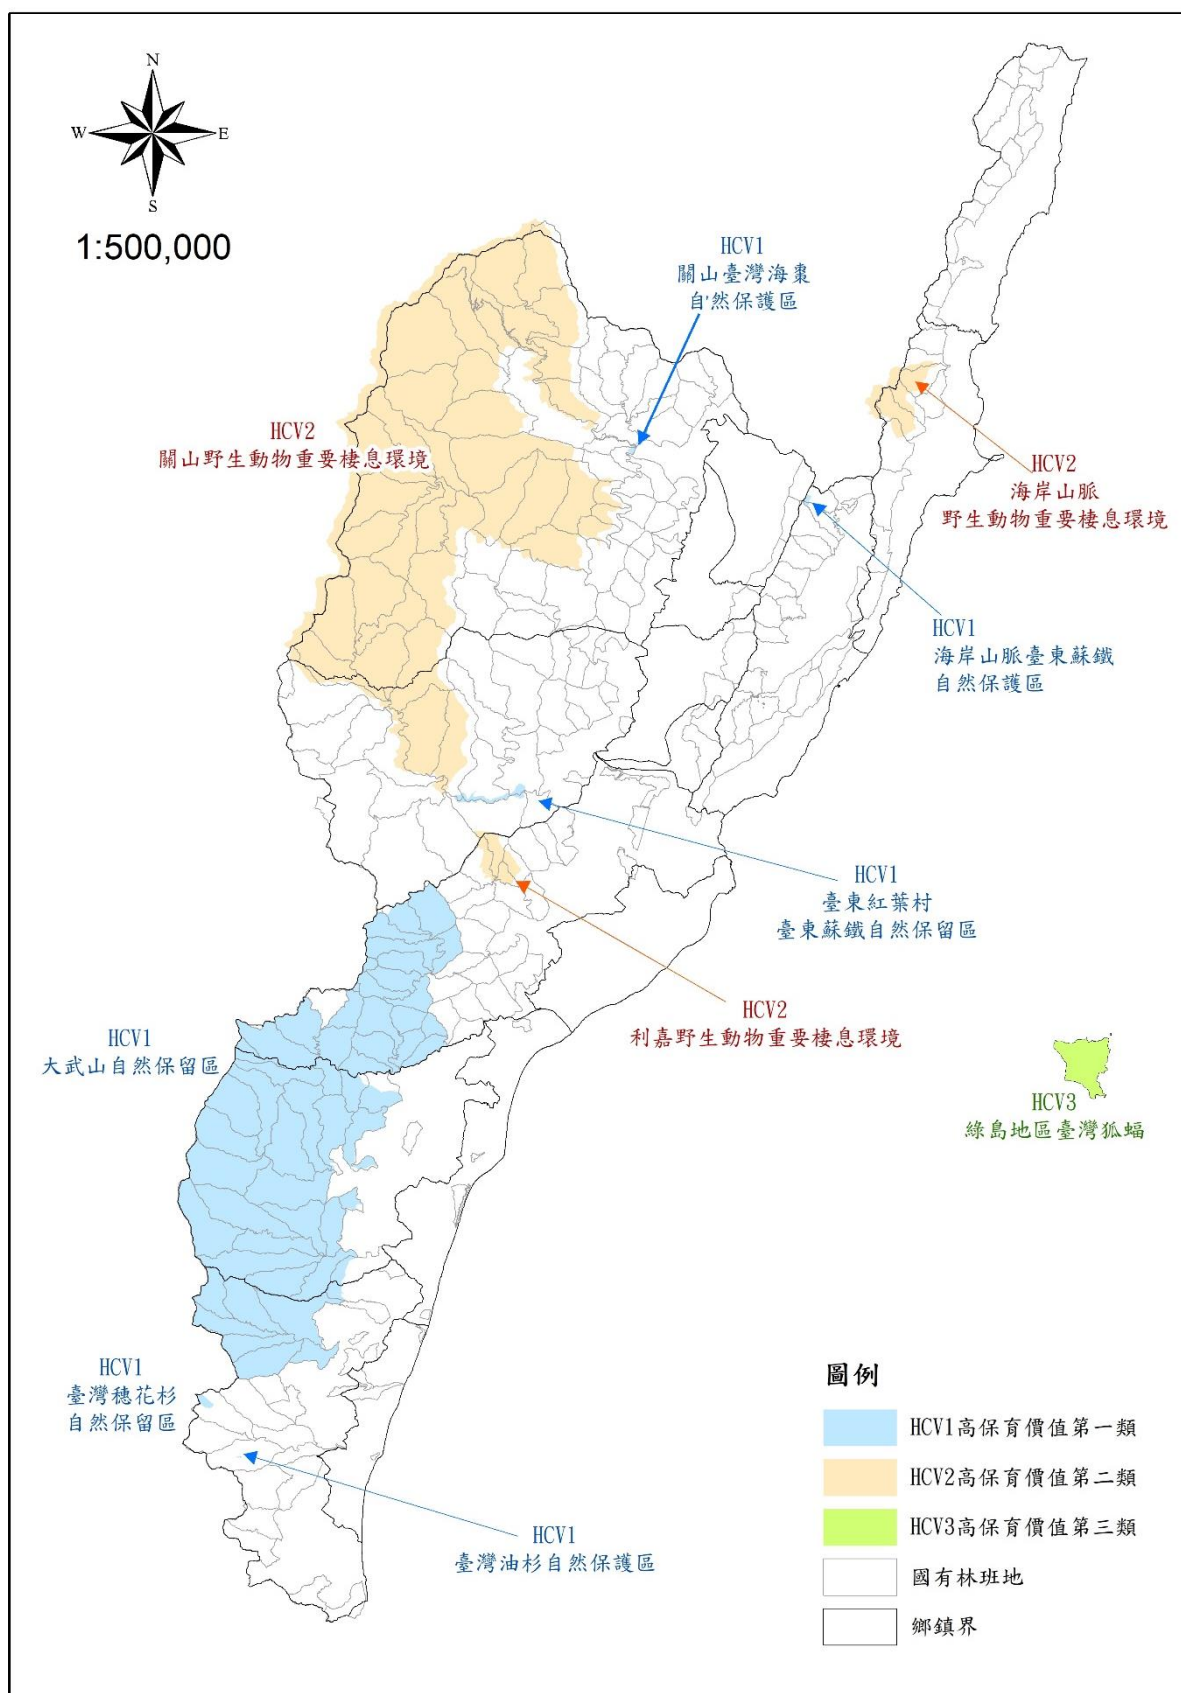 N
W
E
S
1:500,000
HCV1
關山臺灣海棗
自然保護區
HCV2
關山野生動物重要棲息環境
HCV2
海岸山脈
野生動物重要棲息環境
HCV1
海岸山脈臺東蘇鐵
自然保護區
HCV1
臺東紅葉村
臺東蘇鐵自然保留區
HCV2
利嘉野生動物重要棲息環境
HCV1
大武山自然保留區
HCV3
綠島地區臺灣狐蝠
HCV1
臺灣穗花杉
自然保留區
HCV1
臺灣油杉自然保護區
圖例
HCV1高保育價值第一類
HCV2高保育價值第二類
HCV3高保育價值第三類
國有林班地
鄉鎮界